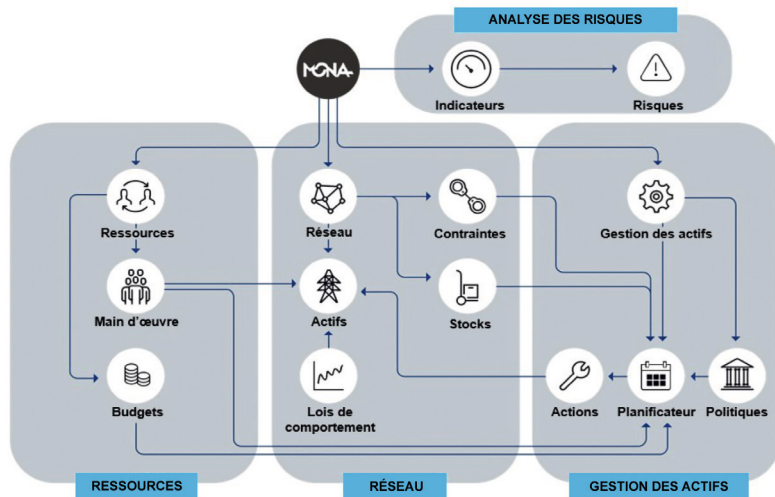 ANALYSE DES RISQUES
MONA
Indicateurs
Risques
Ressources
Réseau
Contraintes
Gestion des actifs
Main d'œuvre
Actifs
Stocks
Budgets
Lois de
comportement
Actions
Planificateur
Politiques
RESSOURCES
RÉSEAU
GESTION DES ACTIFS